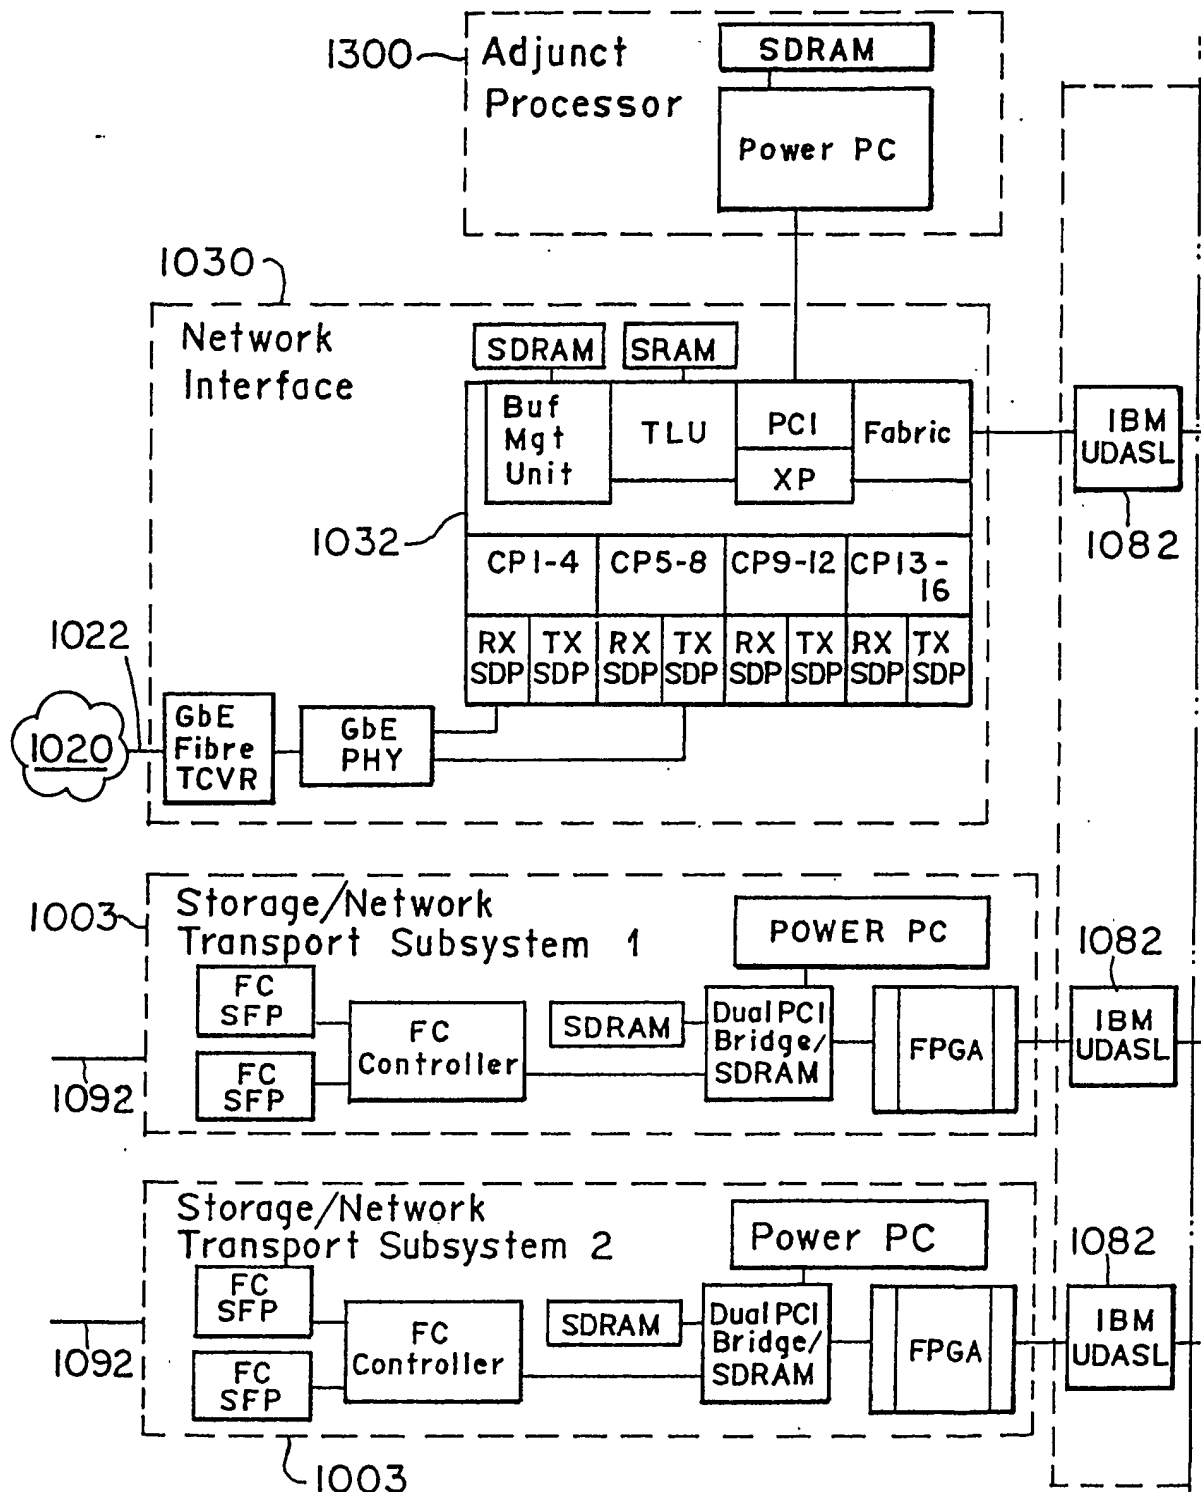 1300
Adjunct
Processor
SDRAM
Power PC
1030
Network
Interface
SDRAM
SRAM
Buf
Mgt
Unit
TLU
PCI
XP
Fabric
IBM
UDASL
1082
1032
CP1-4
CP5-8
CP9-12
CP13-
16
RX
SDP
TX
SDP
RX
SDP
TX
SDP
RX
SDP
TX
SDP
RX
SDP
TX
SDP
1022
1020
GbE
Fibre
TCVR
GbE
PHY
1003
Storage/Network
Transport Subsystem 1
POWER PC
1082
FC
SFP
FC
SFP
FC
Controller
SDRAM
Dual PCI
Bridge/
SDRAM
FPGA
IBM
UDASL
1092
Storage/Network
Transport Subsystem 2
Power PC
1082
FC
SFP
FC
SFP
FC
Controller
SDRAM
Dual PCI
Bridge/
SDRAM
FPGA
IBM
UDASL
1092
1003